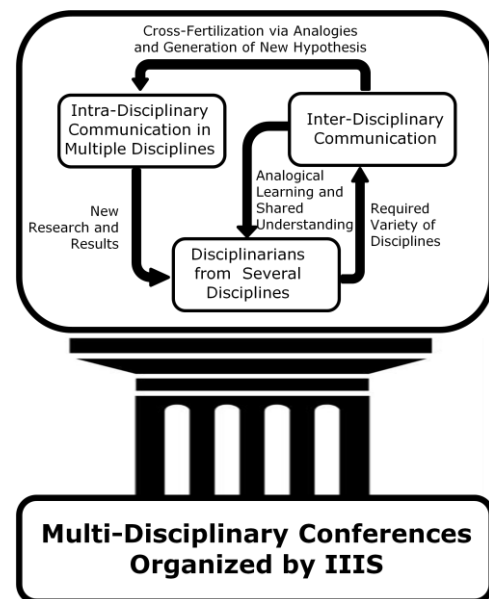 Cross-Fertilization via Analogies
and Generation of New Hypothesis
Intra-Disciplinary
Communication in
Multiple Disciplines
Inter-Disciplinary
Communication
Analogical
Learning and
Shared
Understanding
New
Research and
Results
Required
Variety of
Disciplines
Disciplinarians
from Several
Disciplines
Multi-Disciplinary Conferences
Organized by IIIS